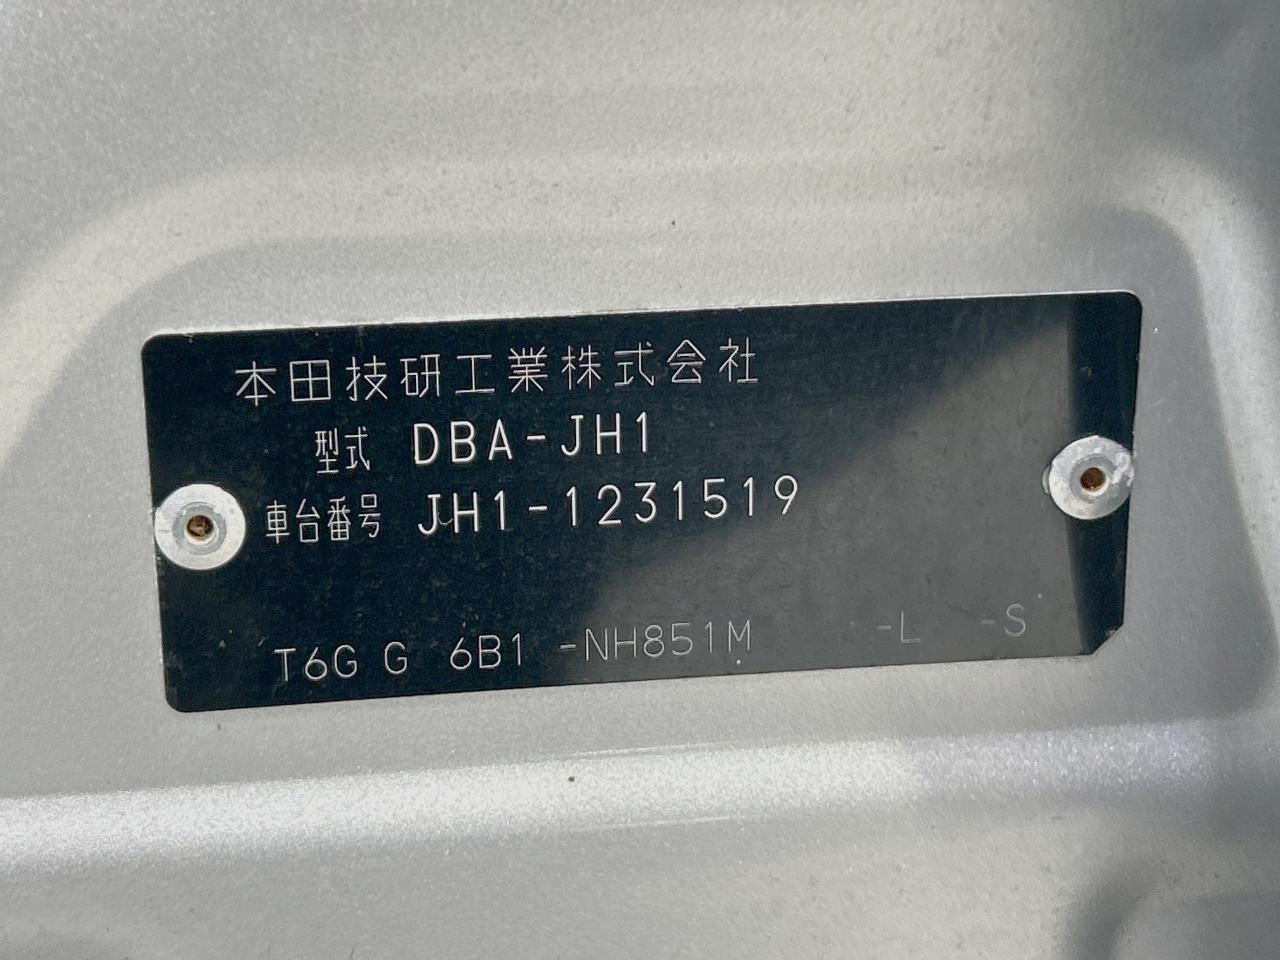 本田技研工業株式会社
型式 DBA-JH1
車台番号 JH1-1231519
T6G G 6B1 -NH851M -L -S